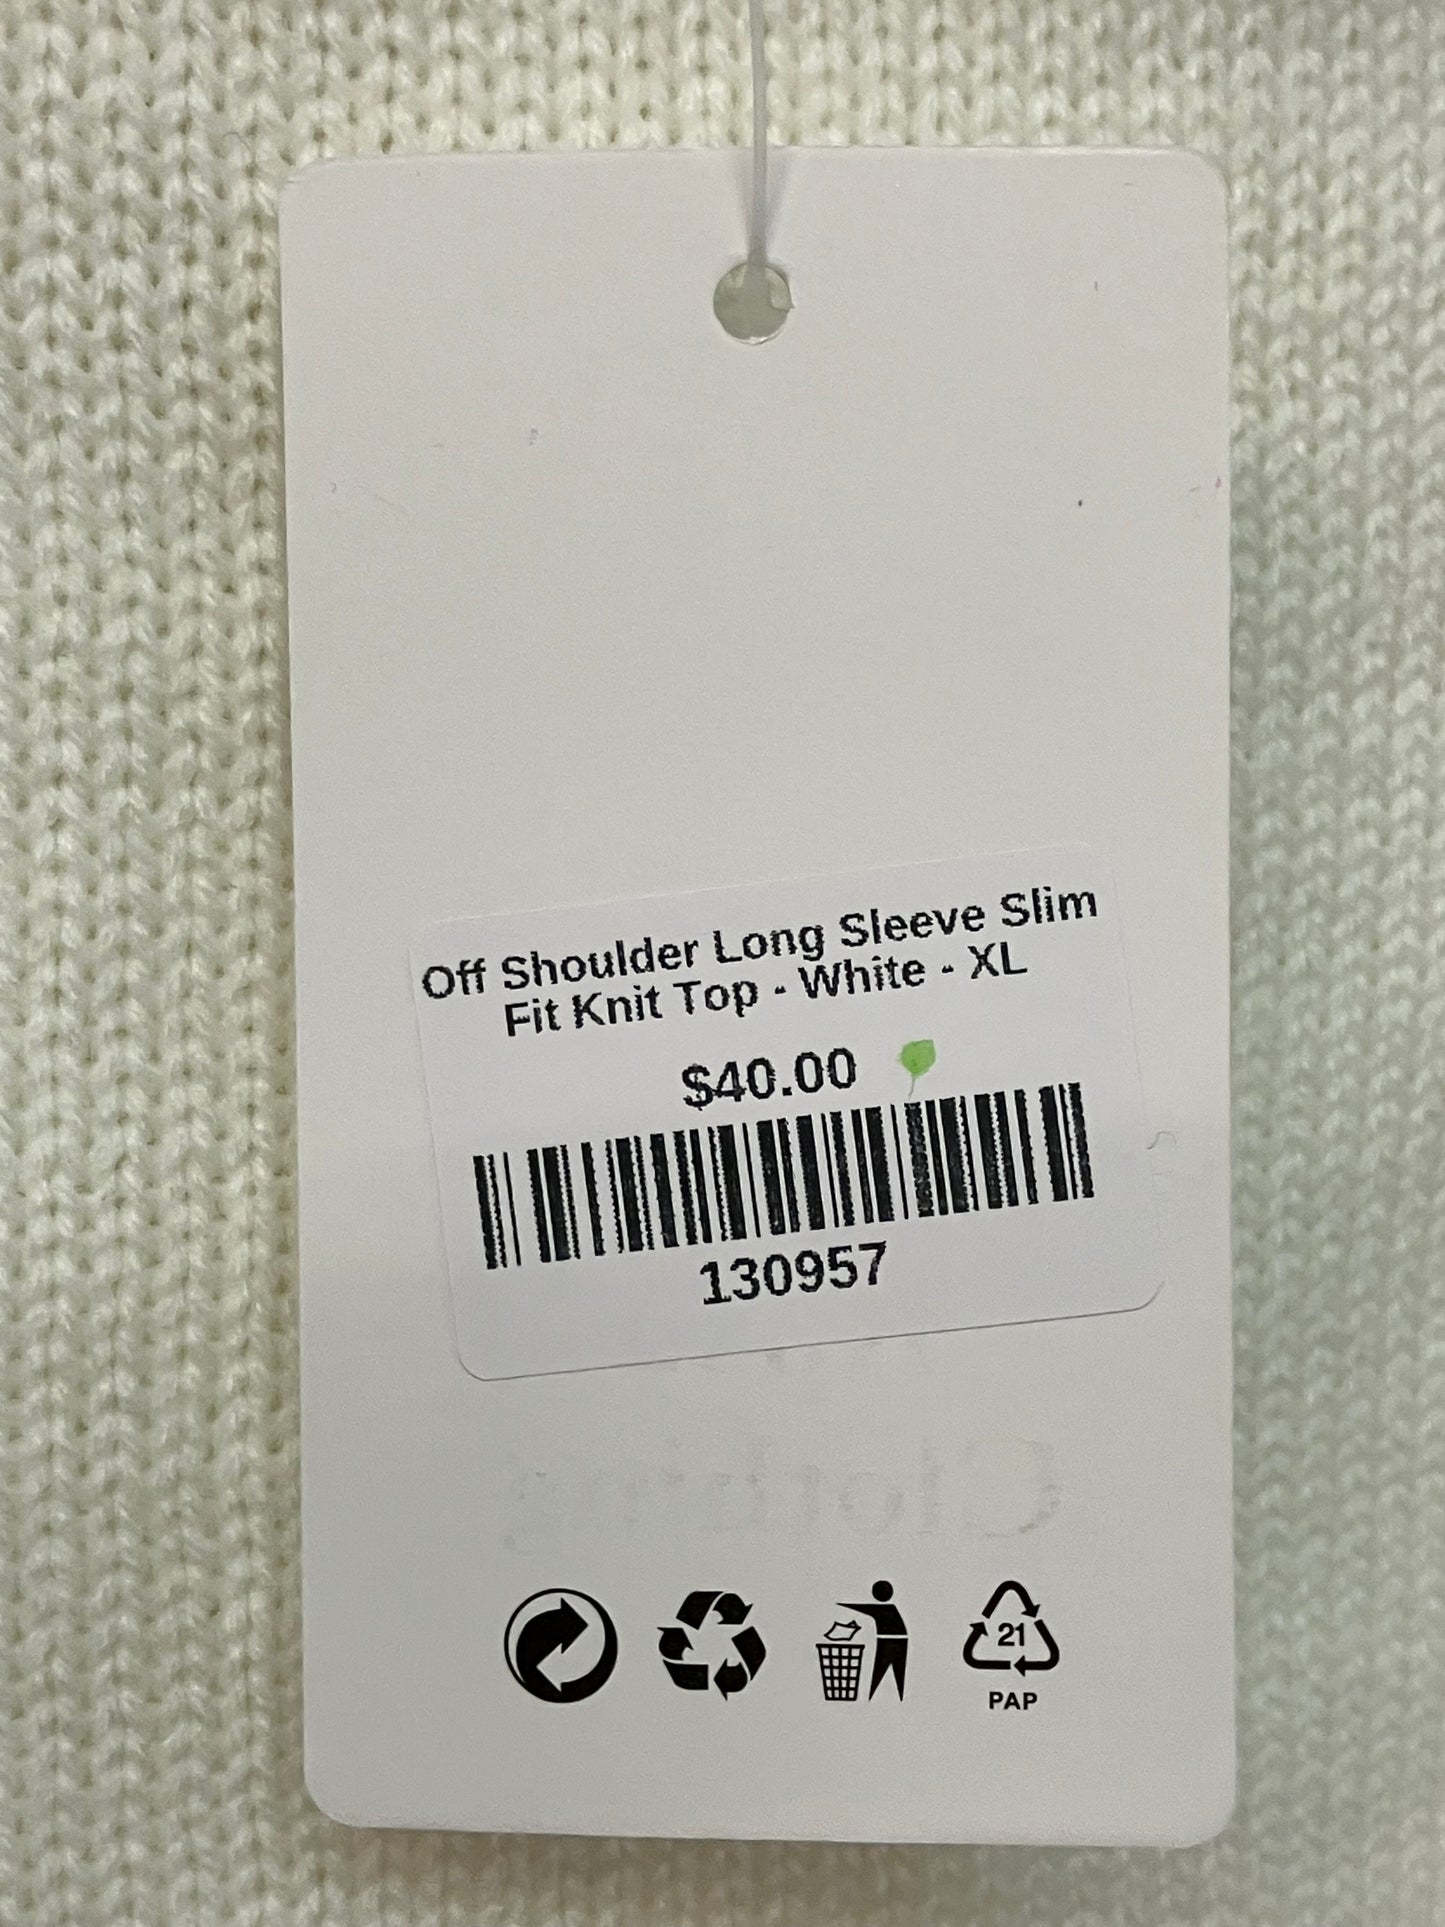 Off Shoulder Long Sleeve Slim
Fit Knit Top - White - XL
$40.00
130957
21
PAP